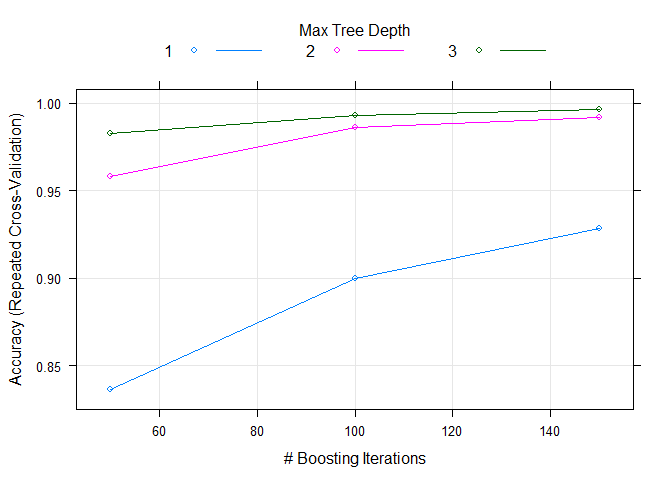 Max Tree Depth
1 2 3
1.00
0.95
0.90
0.85
Accuracy (Repeated Cross-Validation)
60 80 100 120 140
# Boosting Iterations